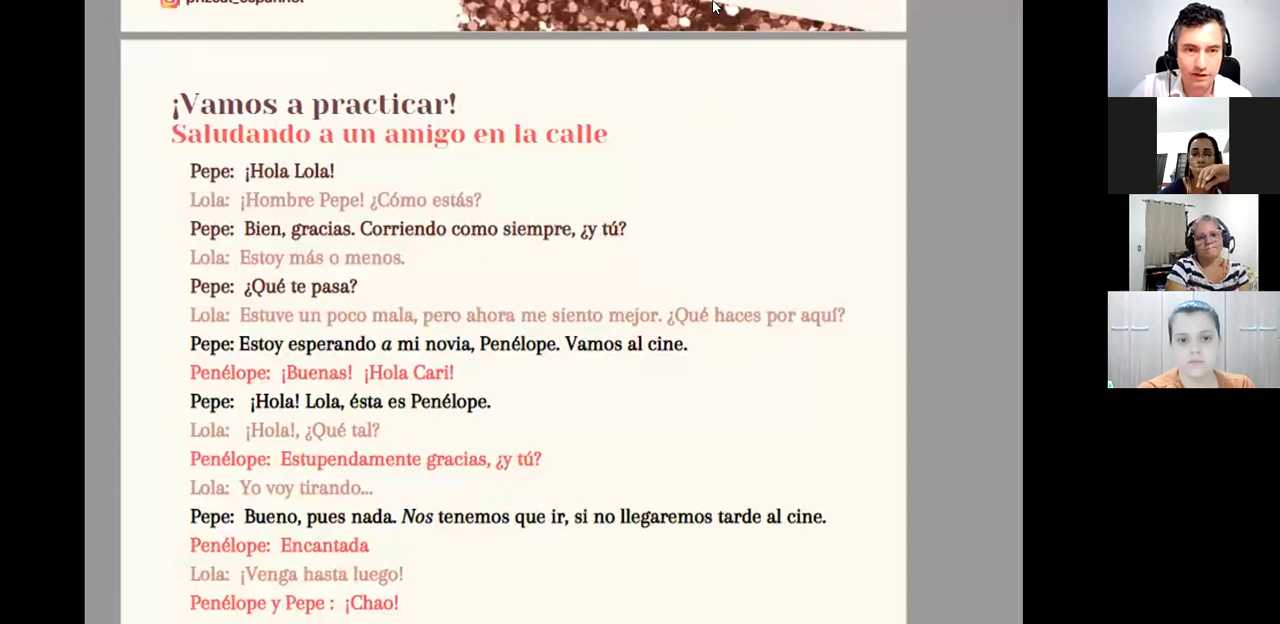 ¡Vamos a practicar!
Saludando a un amigo en la calle
Pepe: ¡Hola Lola!
Lola: ¡Hombre Pepe! ¿Cómo estás?
Pepe: Bien, gracias. Corriendo como siempre, ¿y tú?
Lola: Estoy más o menos.
Pepe: ¿Qué te pasa?
Lola: Estuve un poco mala, pero ahora me siento mejor. ¿Qué haces por aquí?
Pepe: Estoy esperando a mi novia, Penélope. Vamos al cine.
Penélope: ¡Buenas! ¡Hola Cari!
Pepe: ¡Hola! Lola, ésta es Penélope.
Lola: ¡Hola!, ¿Qué tal?
Penélope: Estupendamente gracias, ¿y tú?
Lola: Yo voy tirando...
Pepe: Bueno, pues nada. Nos tenemos que ir, si no llegaremos tarde al cine.
Penélope: Encantada
Lola: ¡Venga hasta luego!
Penélope y Pepe : ¡Chao!